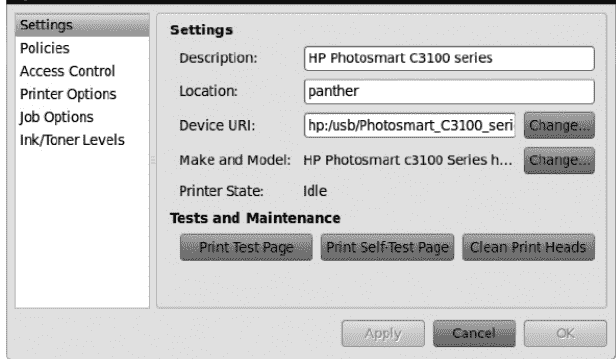 Settings
Policies
Access Control
Printer Options
Job Options
Ink/Toner Levels
Settings
Description: HP Photosmart C3100 series
Location: panther
Device URI: hp:/usb/Photosmart_C3100_seri Change...
Make and Model: HP Photosmart c3100 Series h... Change...
Printer State: Idle
Tests and Maintenance
Print Test Page Print Self-Test Page Clean Print Heads
Apply Cancel OK